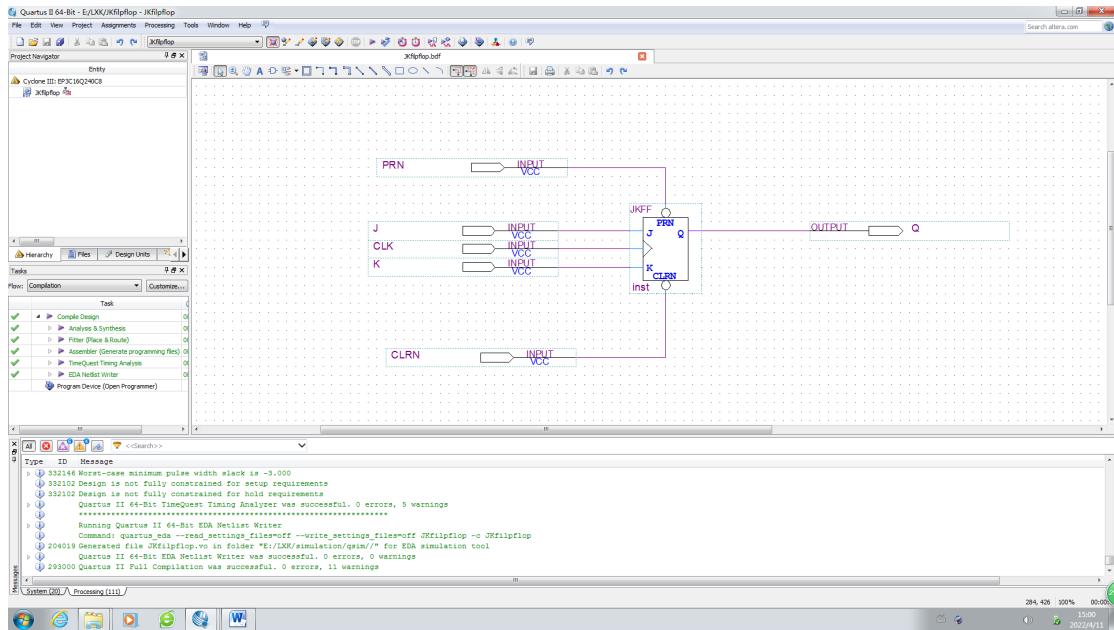 Quartus II 64-Bit - E:/LXK/JKfilpflop - JKfilpflop
File Edit View Project Assignments Processing Tools Window Help
Search altera.com
JKfilpflop
Project Navigator
JKfilpflop.bdf
Entity
Cyclone III: EP3C16Q240C8
JKfilpflop
PRN
INPUT
VCC
JKFF
PRN
J
INPUT
VCC
J
Q
OUTPUT
Q
CLK
INPUT
VCC
K
INPUT
VCC
K
CLRN
inst
CLRN
INPUT
VCC
Hierarchy Files Design Units
Tasks
Flow: Compilation Customize...
Task
Compile Design
Analysis & Synthesis
Fitter (Place & Route)
Assembler (Generate programming files)
TimeQuest Timing Analysis
EDA Netlist Writer
Program Device (Open Programmer)
All <<Search>>
Type ID Message
332146 Worst-case minimum pulse width slack is -3.000
332102 Design is not fully constrained for setup requirements
332102 Design is not fully constrained for hold requirements
Quartus II 64-Bit TimeQuest Timing Analyzer was successful. 0 errors, 5 warnings
*******************************************************************
Running Quartus II 64-Bit EDA Netlist Writer
Command: quartus_eda --read_settings_files=off --write_settings_files=off JKfilpflop -c JKfilpflop
204019 Generated file JKfilpflop.vo in folder "E:/LXK/simulation/qsim//" for EDA simulation tool
Quartus II 64-Bit EDA Netlist Writer was successful. 0 errors, 0 warnings
293000 Quartus II Full Compilation was successful. 0 errors, 11 warnings
Messages
System (20) Processing (111)
284, 426 100% 00:00
15:00
2022/4/11